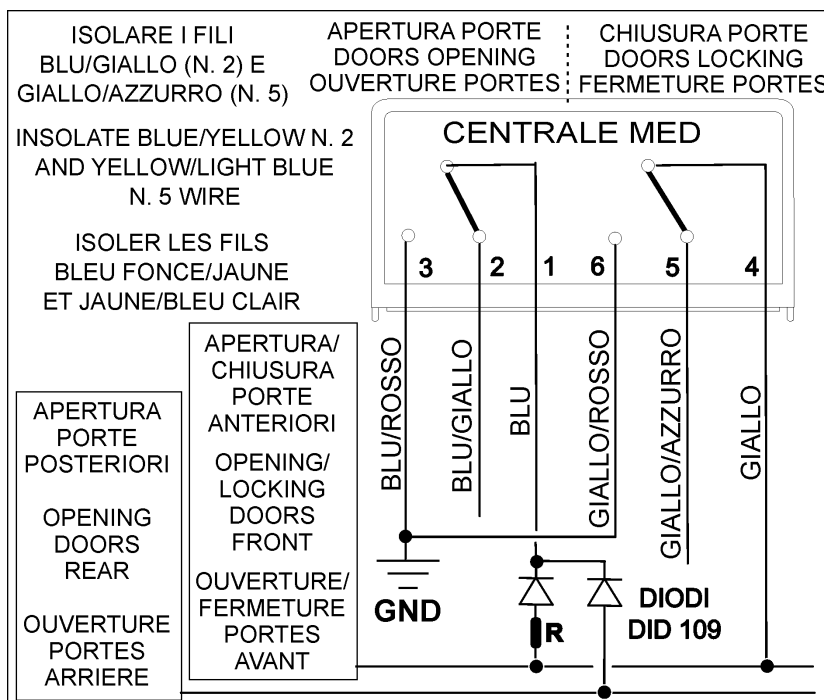 ISOLARE I FILI
BLU/GIALLO (N. 2) E
GIALLO/AZZURRO (N. 5)
INSOLATE BLUE/YELLOW N. 2
AND YELLOW/LIGHT BLUE
N. 5 WIRE
ISOLER LES FILS
BLEU FONCE/JAUNE
ET JAUNE/BLEU CLAIR
APERTURA PORTE
DOORS OPENING
OUVERTURE PORTES
CHIUSURA PORTE
DOORS LOCKING
FERMETURE PORTES
CENTRALE MED
3 2 1 6 5 4
BLU/ROSSO
BLU/GIALLO
BLU
GIALLO/ROSSO
GIALLO/AZZURRO
GIALLO
APERTURA/
CHIUSURA
PORTE
ANTERIORI
OPENING/
LOCKING
DOORS
FRONT
OUVERTURE/
FERMETURE
PORTES
AVANT
APERTURA
PORTE
POSTERIORI
OPENING
DOORS
REAR
OUVERTURE
PORTES
ARRIERE
GND
R
DIODI
DID 109